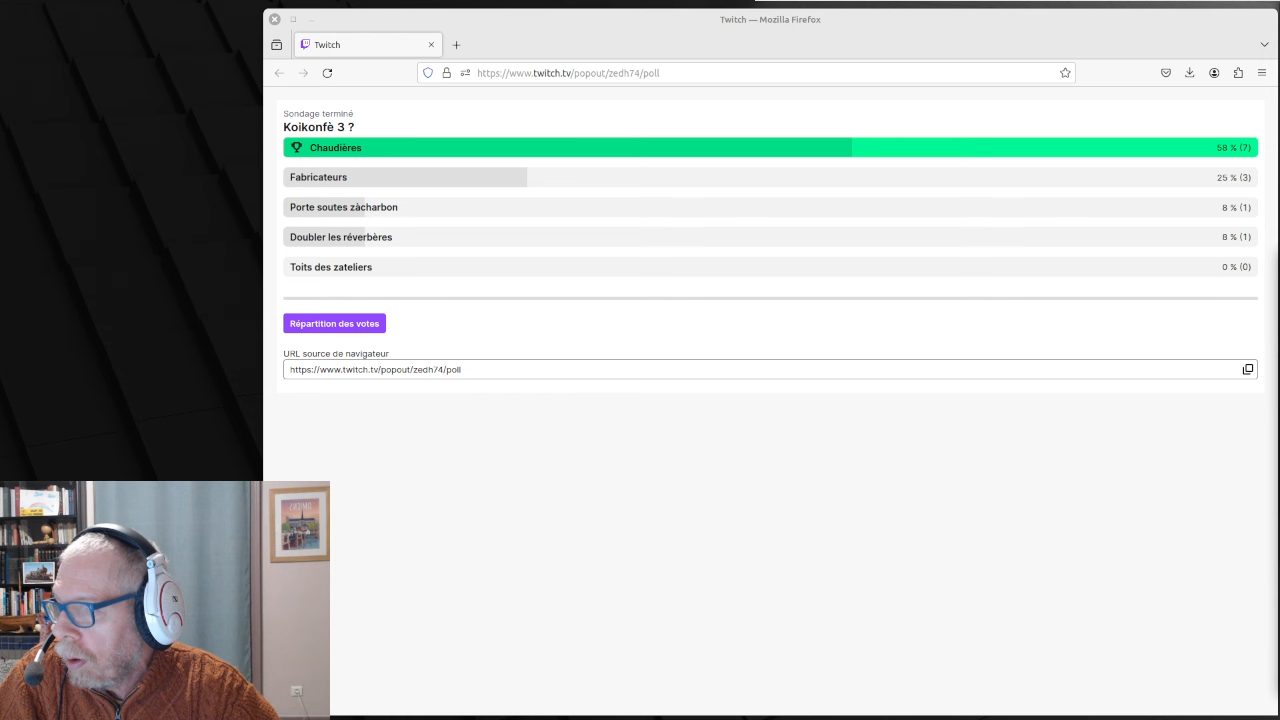 Twitch — Mozilla Firefox
Twitch
https://www.twitch.tv/popout/zedh74/poll
Sondage terminé
Koikonfè 3 ?
Chaudières 58 % (7)
Fabricateurs 25 % (3)
Porte soutes zàcharbon 8 % (1)
Doubler les réverbères 8 % (1)
Toits des zateliers 0 % (0)
Répartition des votes
URL source de navigateur
https://www.twitch.tv/popout/zedh74/poll